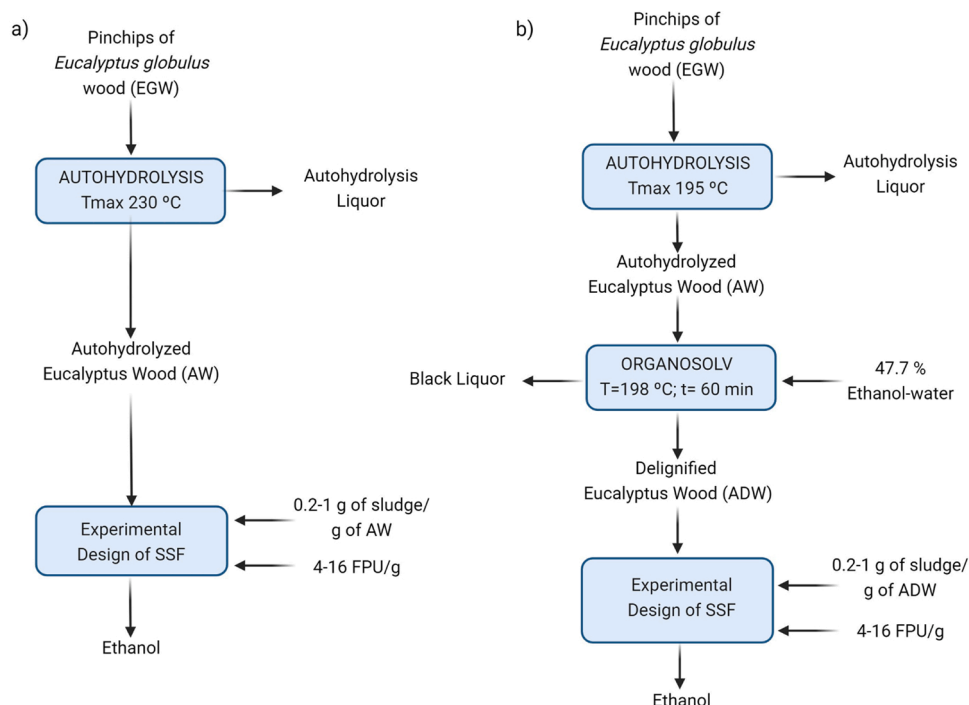 a)
Pinchips of
Eucalyptus globulus
wood (EGW)
AUTOHYDROLYSIS
Tmax 230 ºC
Autohydrolysis
Liquor
Autohydrolyzed
Eucalyptus Wood (AW)
Experimental
Design of SSF
0.2-1 g of sludge/
g of AW
4-16 FPU/g
Ethanol
b)
Pinchips of
Eucalyptus globulus
wood (EGW)
AUTOHYDROLYSIS
Tmax 195 ºC
Autohydrolysis
Liquor
Autohydrolyzed
Eucalyptus Wood (AW)
ORGANOSOLV
T=198 ºC; t= 60 min
Black Liquor
47.7 %
Ethanol-water
Delignified
Eucalyptus Wood (ADW)
Experimental
Design of SSF
0.2-1 g of sludge/
g of ADW
4-16 FPU/g
Ethanol